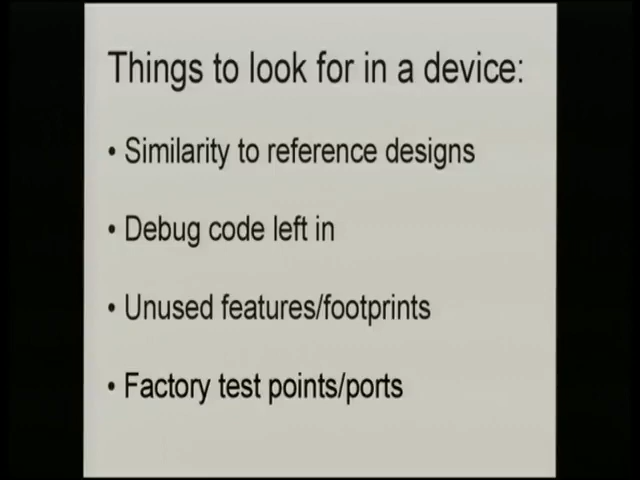 Things to look for in a device:
• Similarity to reference designs
• Debug code left in
• Unused features/footprints
• Factory test points/ports